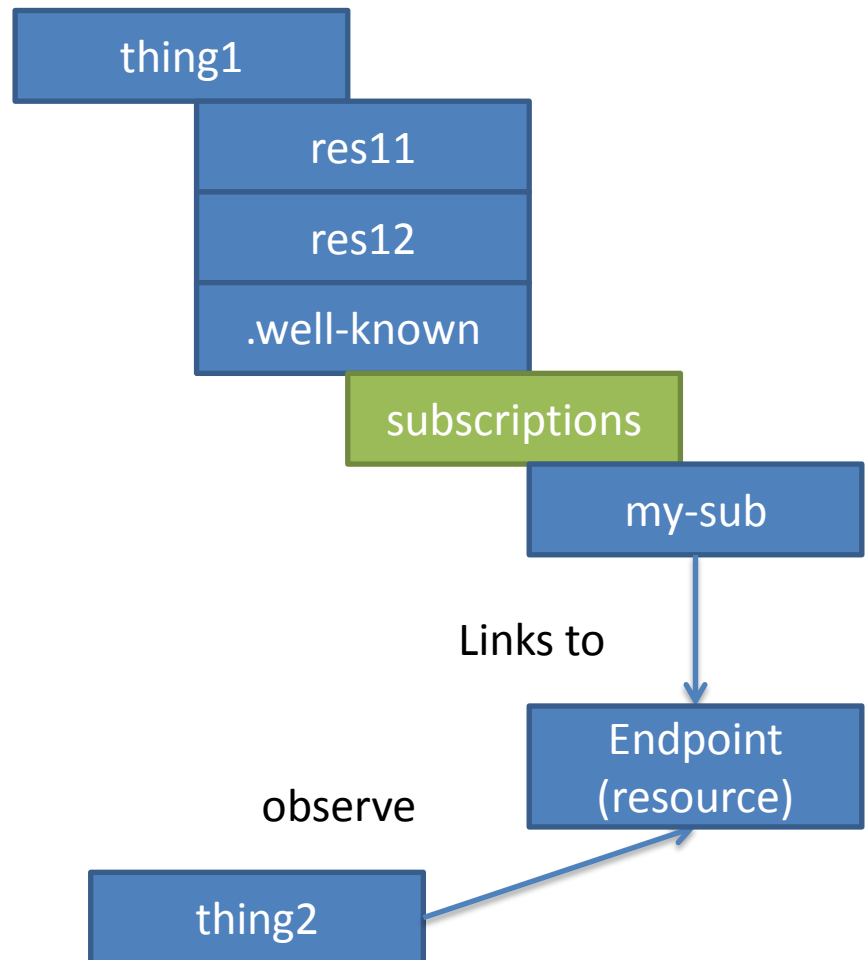 thing1
res11
res12
.well-known
subscriptions
my-sub
Links to
Endpoint
(resource)
observe
thing2